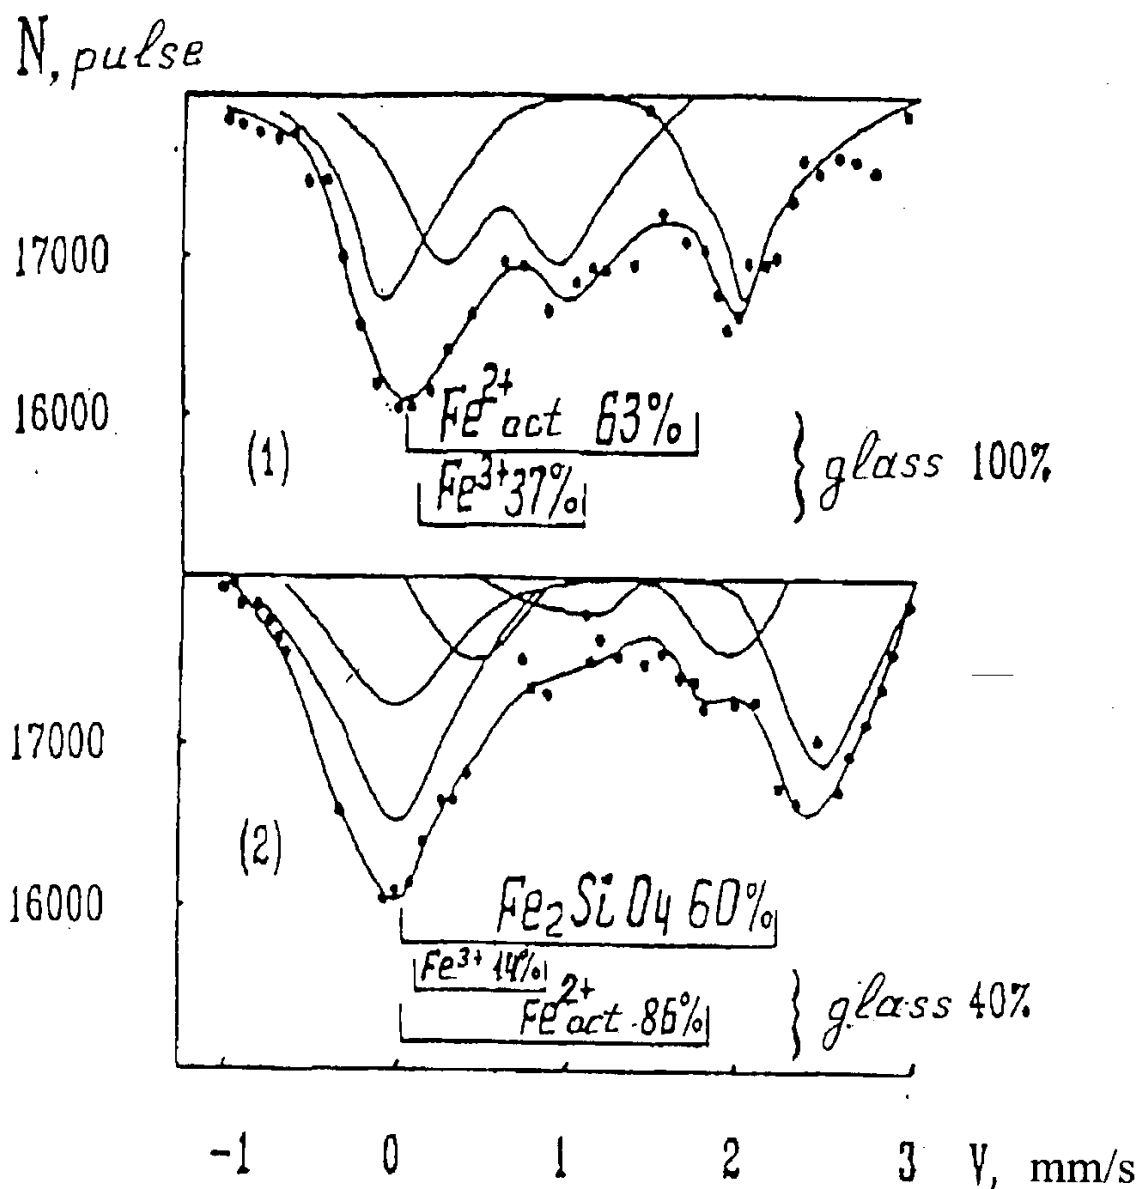 N, pulse
17000
16000
(1)
Fe²⁺act 63%
Fe³⁺37%
} glass 100%
17000
16000
(2)
Fe₂SiO₄ 60%
Fe³⁺ 14%
Fe²⁺act 86%
} glass 40%
-1 0 1 2 3 V, mm/s